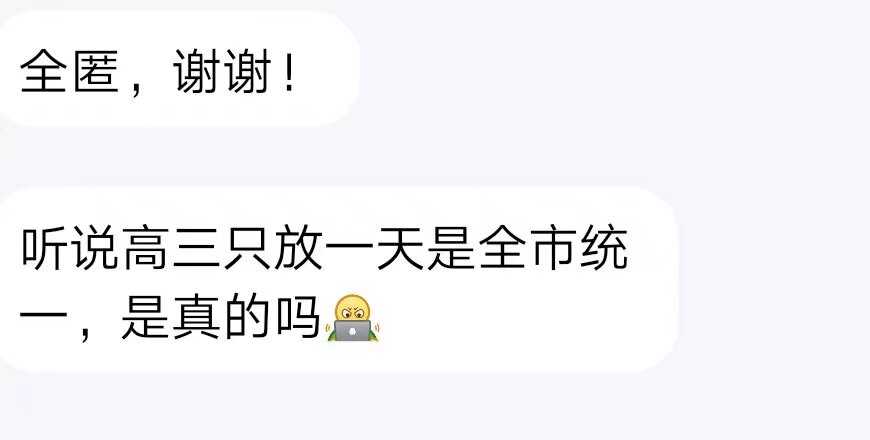 全匿，谢谢！
听说高三只放一天是全市统
一，是真的吗